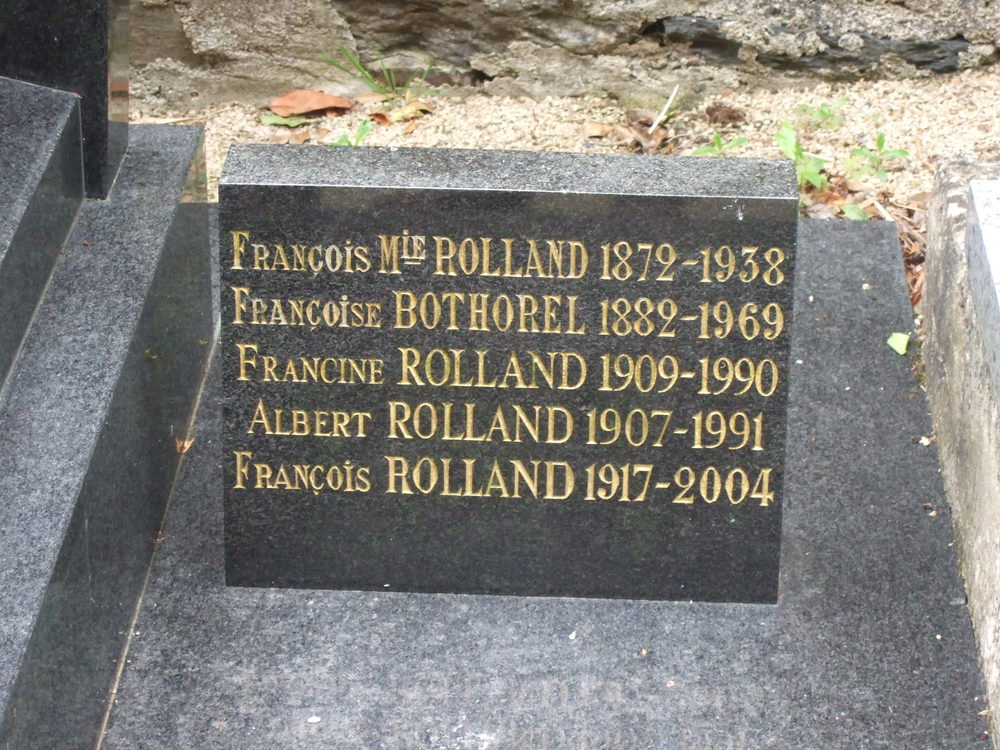 François Mie ROLLAND 1872-1938
Françoise BOTHOREL 1882-1969
Francine ROLLAND 1909-1990
Albert ROLLAND 1907-1991
François ROLLAND 1917-2004